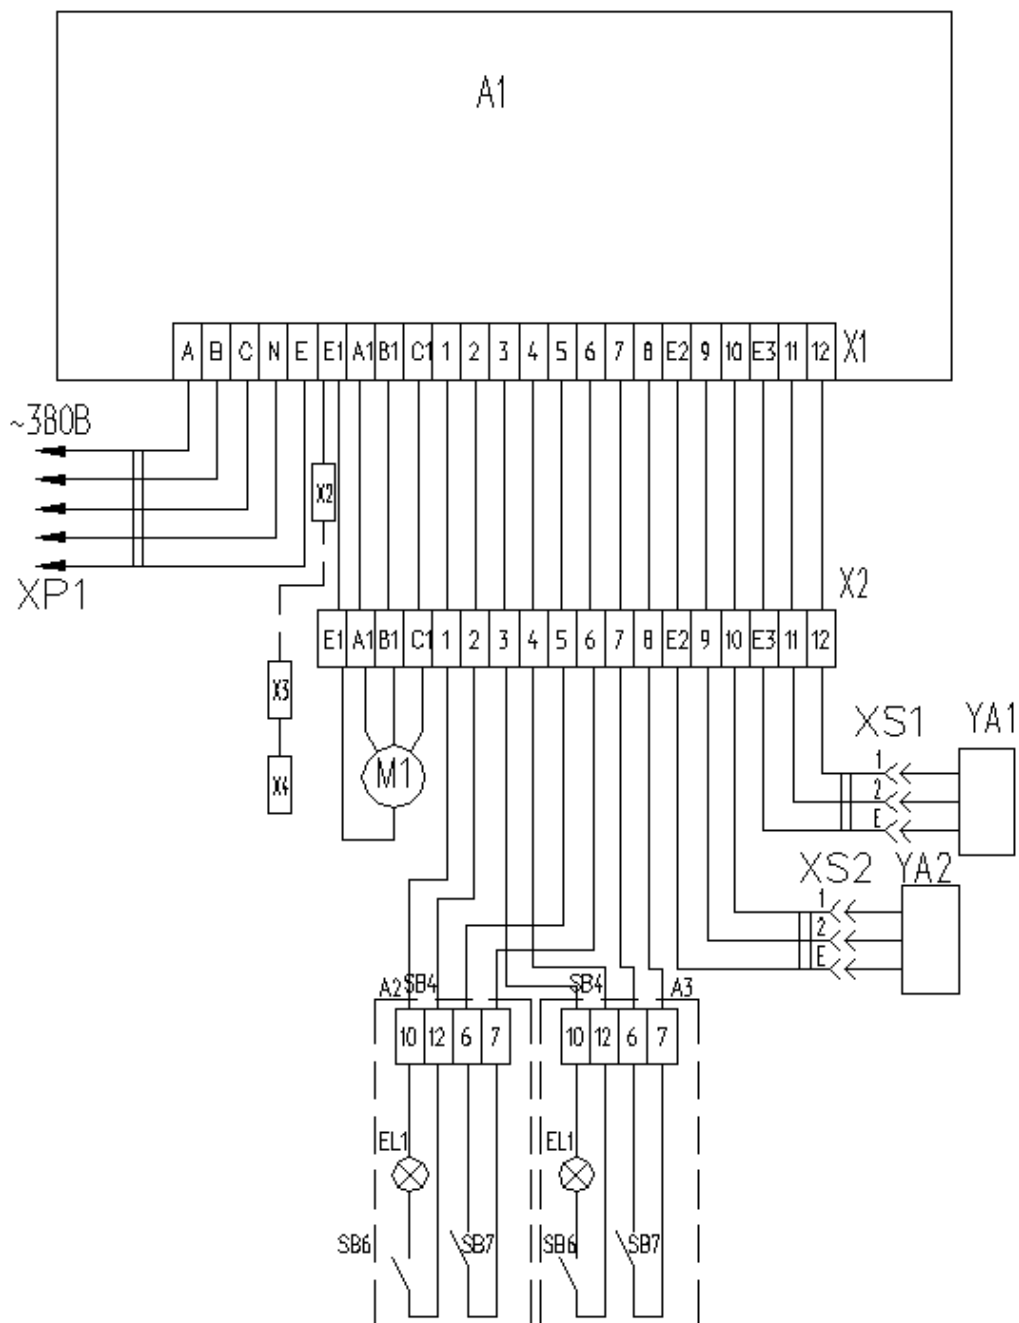 A1
A B C N E E1 A1 B1 C1 1 2 3 4 5 6 7 8 E2 9 10 E3 11 12 X1
~380В
X2
XP1
X2
E1 A1 B1 C1 1 2 3 4 5 6 7 8 E2 9 10 E3 11 12
X3
XS1 YA1
1
M1
X4
2
E
XS2 YA2
1
2
E
A2 SB4 SB4 A3
10 12 6 7 10 12 6 7
EL1 EL1
SB6 SB7 SB6 SB7